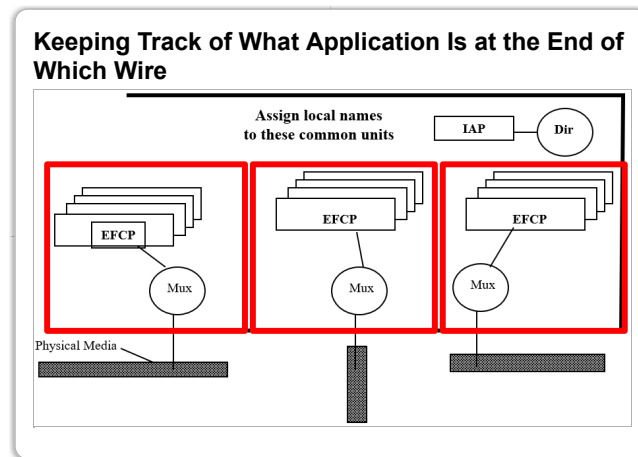 Keeping Track of What Application Is at the End of
Which Wire
Assign local names
to these common units
IAP
Dir
EFCP
EFCP
EFCP
Mux
Mux
Mux
Physical Media